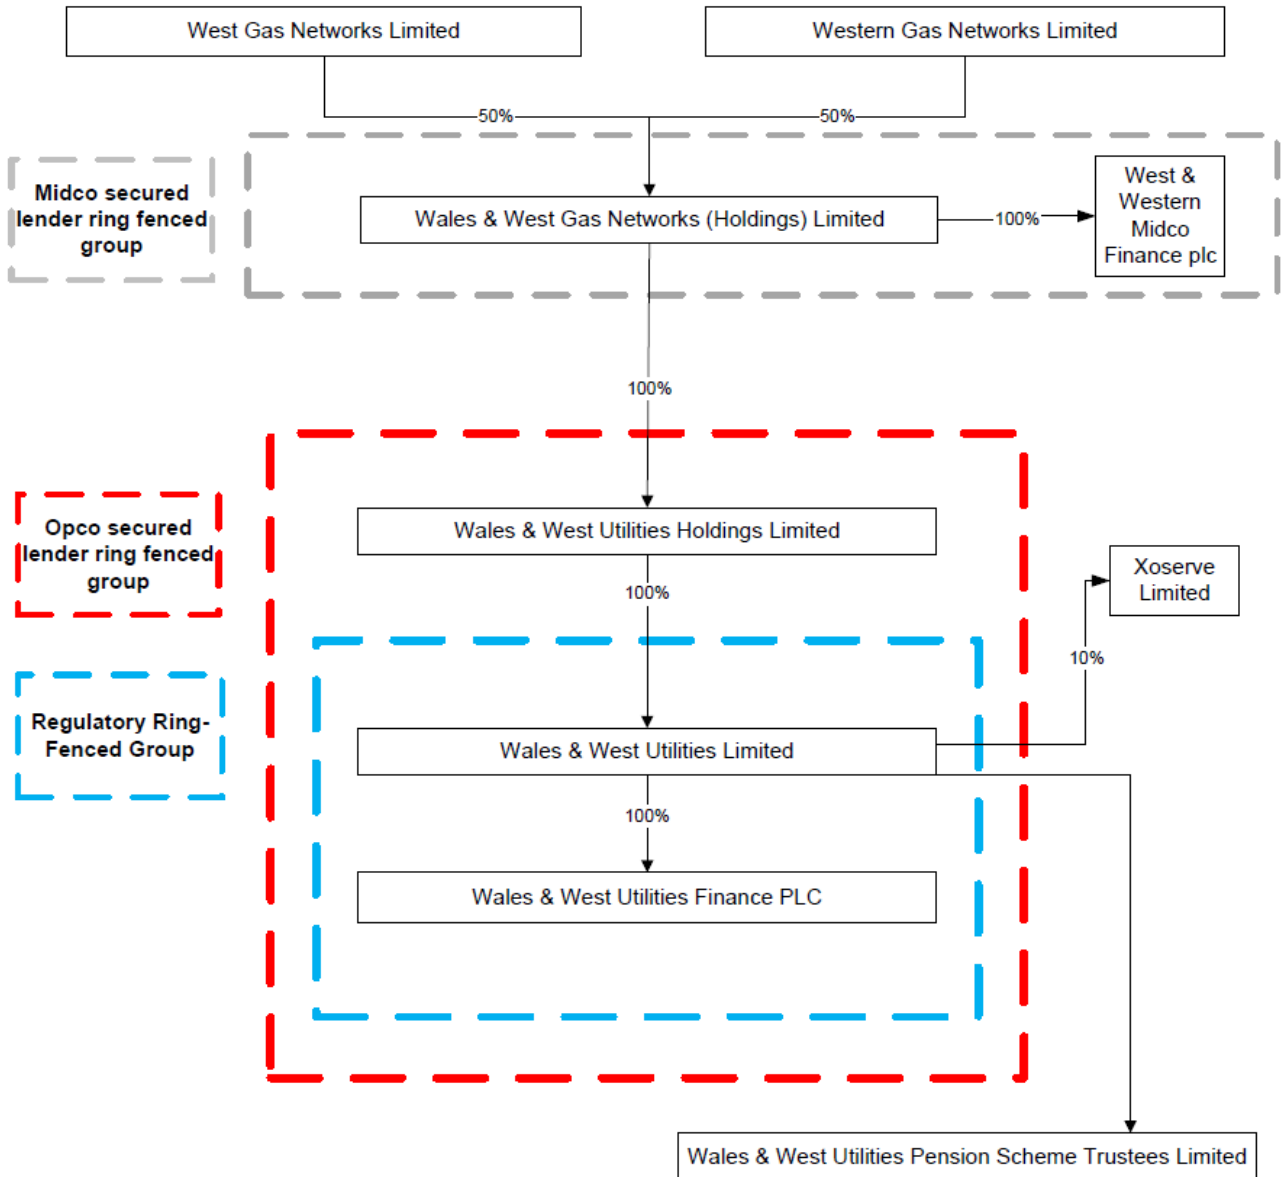 West Gas Networks Limited
Western Gas Networks Limited
50%
50%
Midco secured
lender ring fenced
group
Wales & West Gas Networks (Holdings) Limited
100%
West &
Western
Midco
Finance plc
100%
Opco secured
lender ring fenced
group
Wales & West Utilities Holdings Limited
100%
Xoserve
Limited
10%
Regulatory Ring-
Fenced Group
Wales & West Utilities Limited
100%
Wales & West Utilities Finance PLC
Wales & West Utilities Pension Scheme Trustees Limited